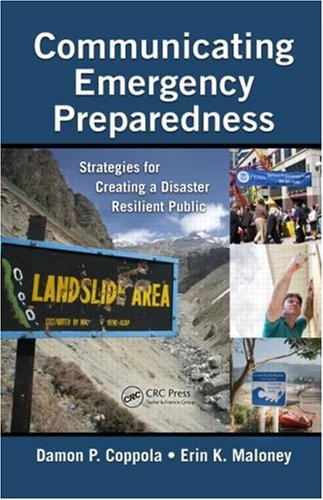 Communicating
Emergency
Preparedness
Strategies for
Creating a Disaster
Resilient Public
LANDSLIDE AREA
CRC
CRC Press
Taylor & Francis Group
Damon P. Coppola • Erin K. Maloney